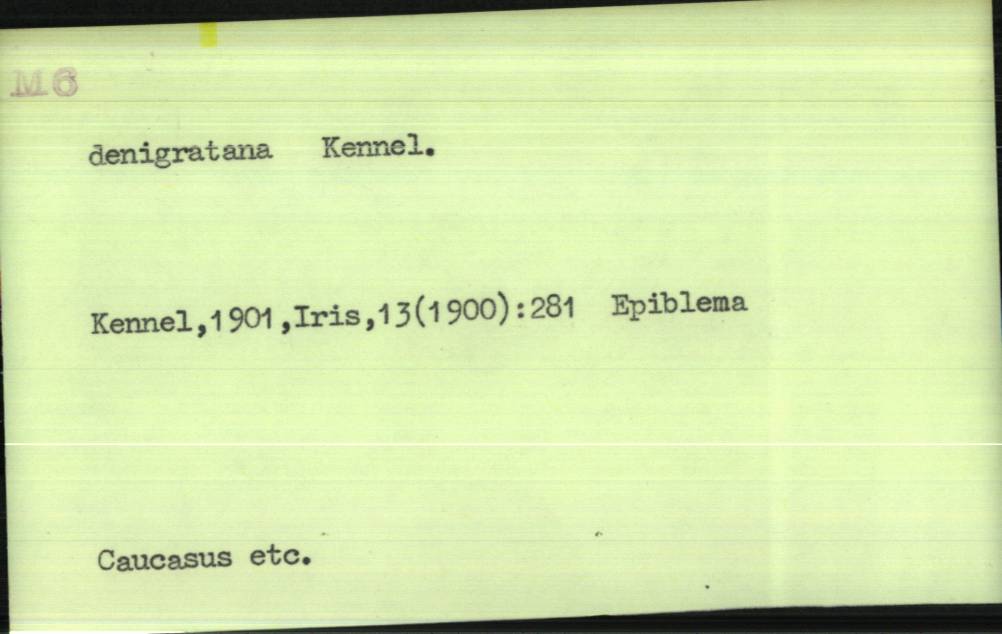 M6
denigratana Kennel.
Kennel,1901,Iris,13(1900):281 Epiblema
Caucasus etc.